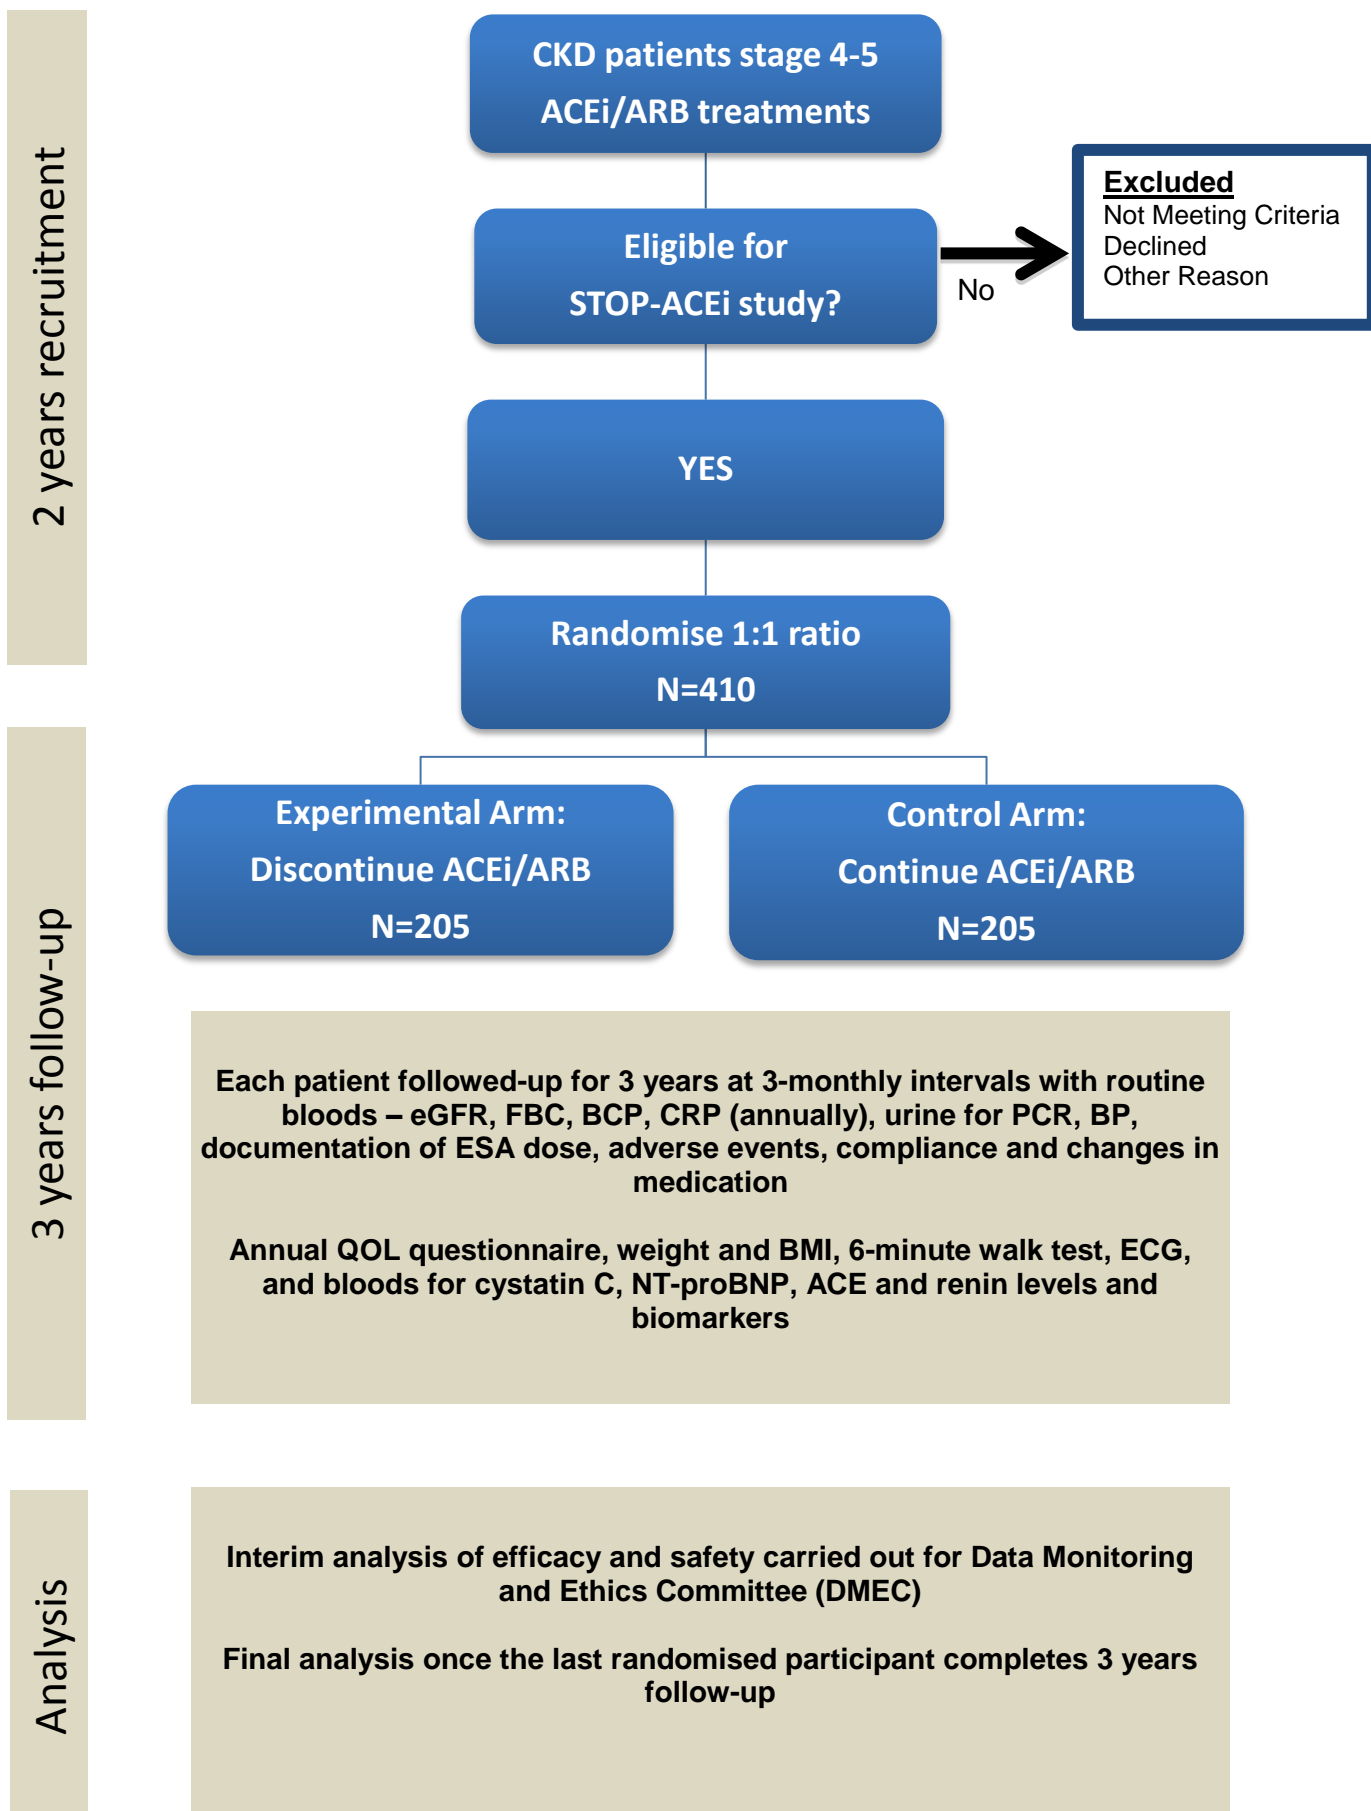 2 years recruitment
CKD patients stage 4-5
ACEi/ARB treatments
Eligible for
STOP-ACEi study?
No
Excluded
Not Meeting Criteria
Declined
Other Reason
YES
Randomise 1:1 ratio
N=410
3 years follow-up
Experimental Arm:
Discontinue ACEi/ARB
N=205
Control Arm:
Continue ACEi/ARB
N=205
Each patient followed-up for 3 years at 3-monthly intervals with routine
bloods – eGFR, FBC, BCP, CRP (annually), urine for PCR, BP,
documentation of ESA dose, adverse events, compliance and changes in
medication
Annual QOL questionnaire, weight and BMI, 6-minute walk test, ECG,
and bloods for cystatin C, NT-proBNP, ACE and renin levels and
biomarkers
Analysis
Interim analysis of efficacy and safety carried out for Data Monitoring
and Ethics Committee (DMEC)
Final analysis once the last randomised participant completes 3 years
follow-up